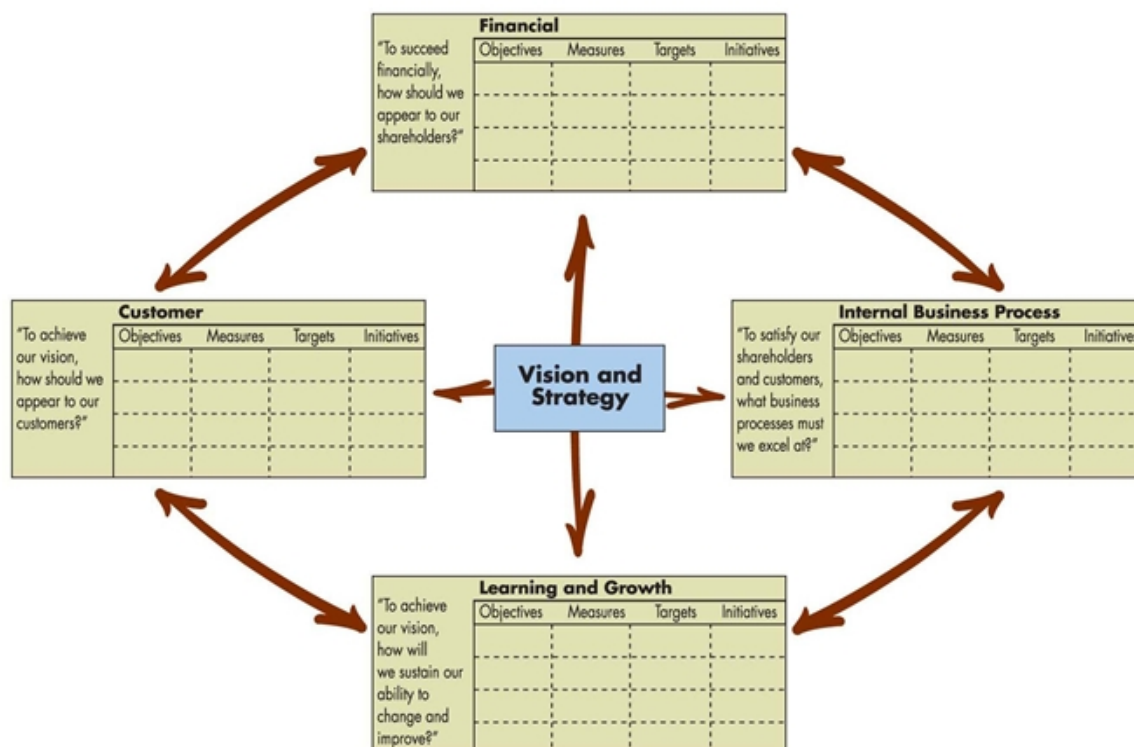 Financial
Objectives Measures Targets Initiatives
“To succeed
financially,
how should we
appear to our
shareholders?”
Customer
Objectives Measures Targets Initiatives
“To achieve
our vision,
how should we
appear to our
customers?”
Vision and
Strategy
Internal Business Process
Objectives Measures Targets Initiative
“To satisfy our
shareholders
and customers,
what business
processes must
we excel at?”
Learning and Growth
Objectives Measures Targets Initiatives
“To achieve
our vision,
how will
we sustain our
ability to
change and
improve?”